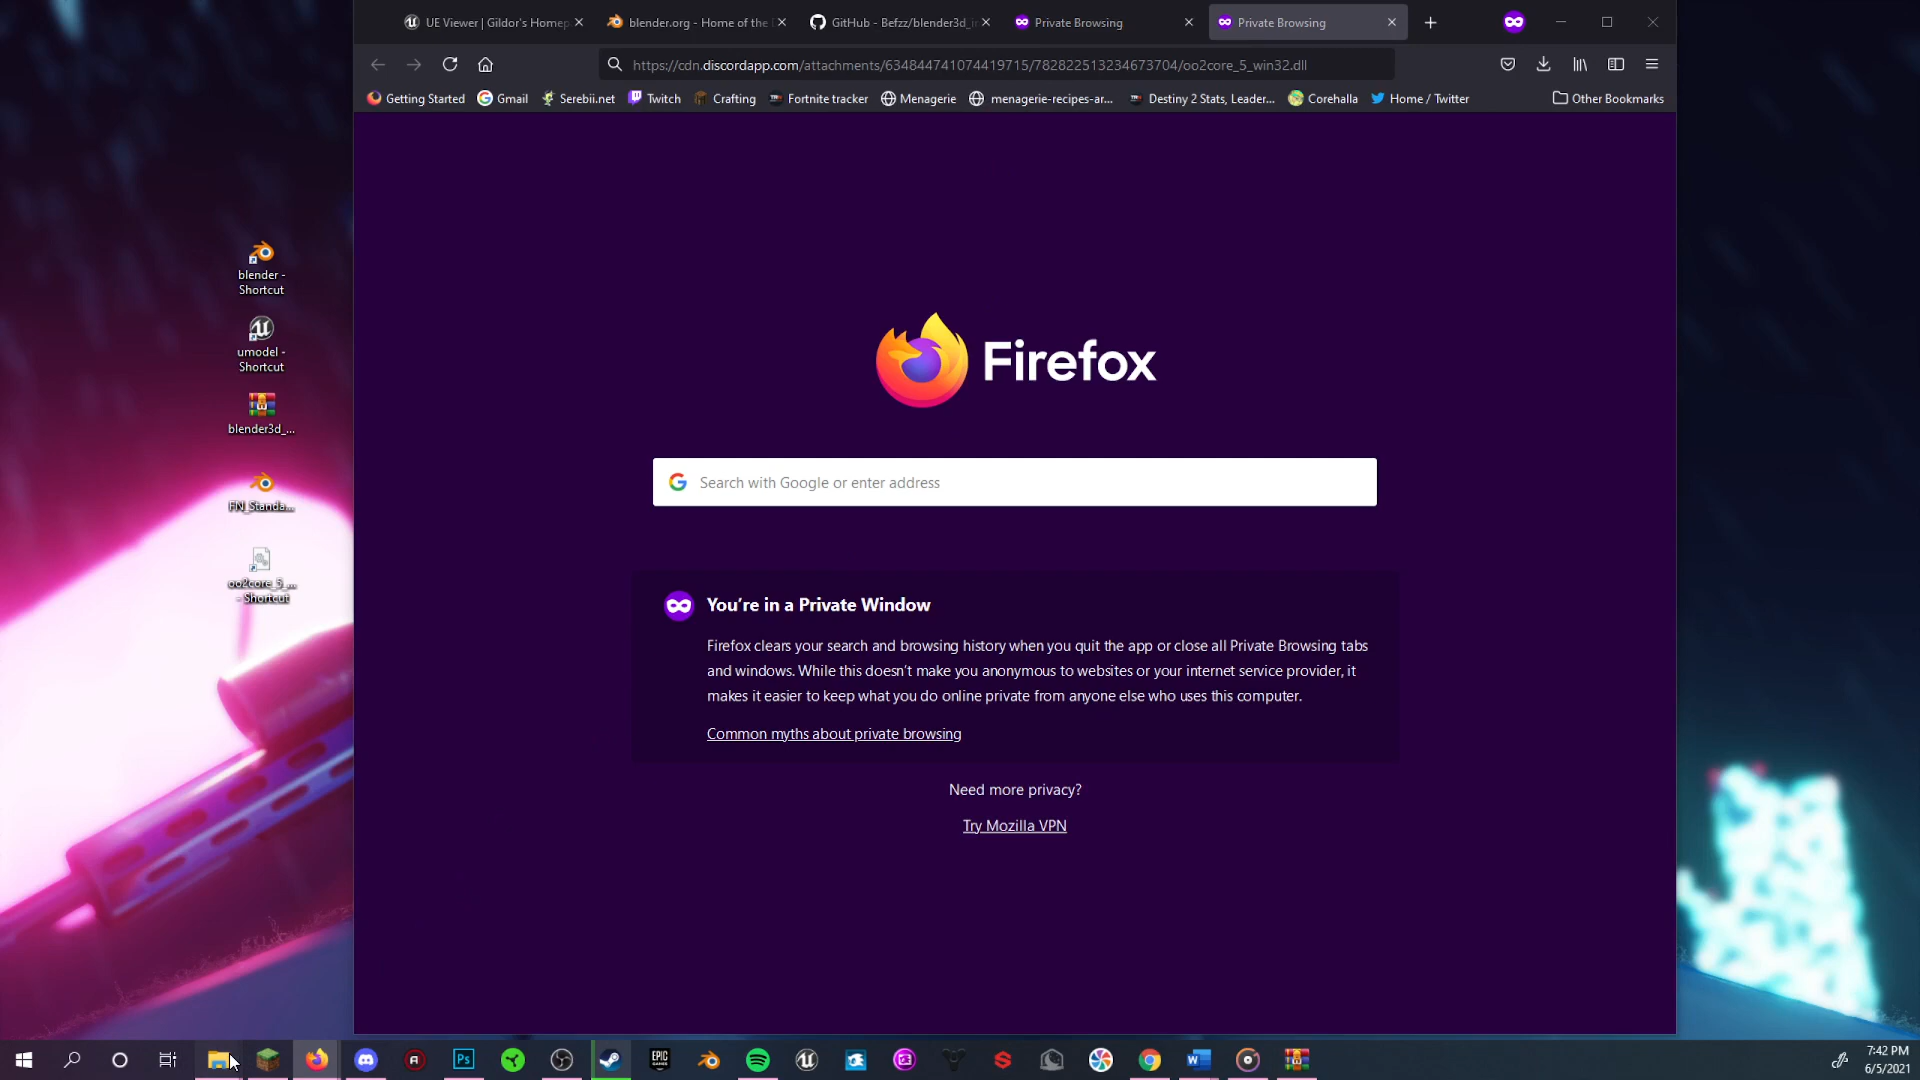 UE Viewer | Gildor's Homep
blender.org - Home of the
GitHub - Befzz/blender3d_i
Private Browsing
Private Browsing
https://cdn.discordapp.com/attachments/634844741074419715/782822513234673704/oo2core_5_win32.dll
Getting Started
Gmail
Serebii.net
Twitch
Crafting
Fortnite tracker
Menagerie
menagerie-recipes-ar...
Destiny 2 Stats, Leader...
Corehalla
Home / Twitter
Other Bookmarks
blender -
Shortcut
umodel -
Shortcut
blender3d_...
FN_Standa...
oo2core_5_...
- Shortcut
Firefox
Search with Google or enter address
You're in a Private Window
Firefox clears your search and browsing history when you quit the app or close all Private Browsing tabs
and windows. While this doesn't make you anonymous to websites or your internet service provider, it
makes it easier to keep what you do online private from anyone else who uses this computer.
Common myths about private browsing
Need more privacy?
Try Mozilla VPN
Ps
EPIC
GAMES
7:42 PM
6/5/2021